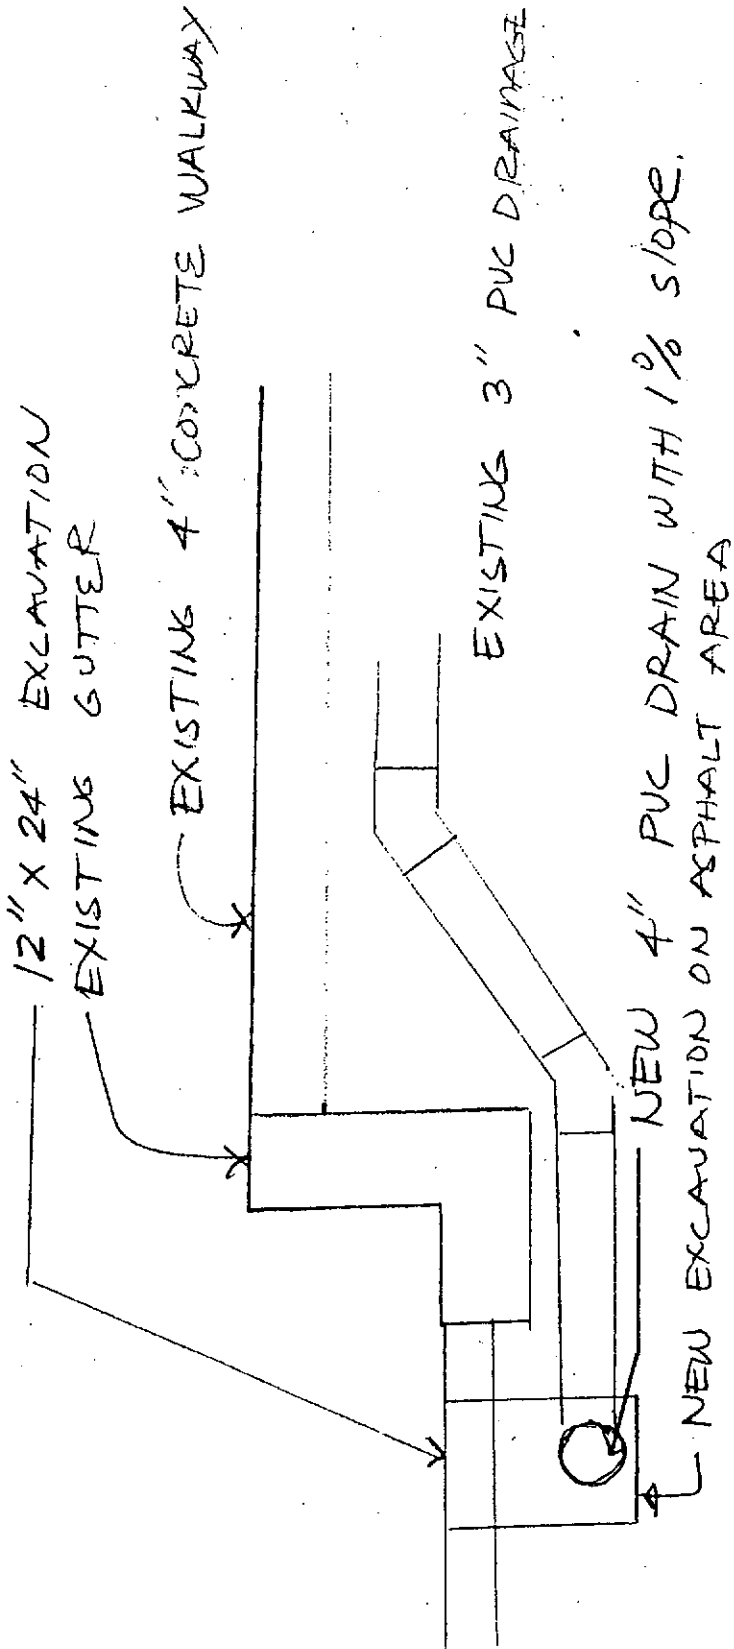 12" X 24" EXCAVATION
EXISTING GUTTER
EXISTING 4" CONCRETE WALKWAY
EXISTING 3" PVC DRAINAGE
NEW 4" PVC DRAIN WITH 1% slope.
NEW EXCAVATION ON ASPHALT AREA